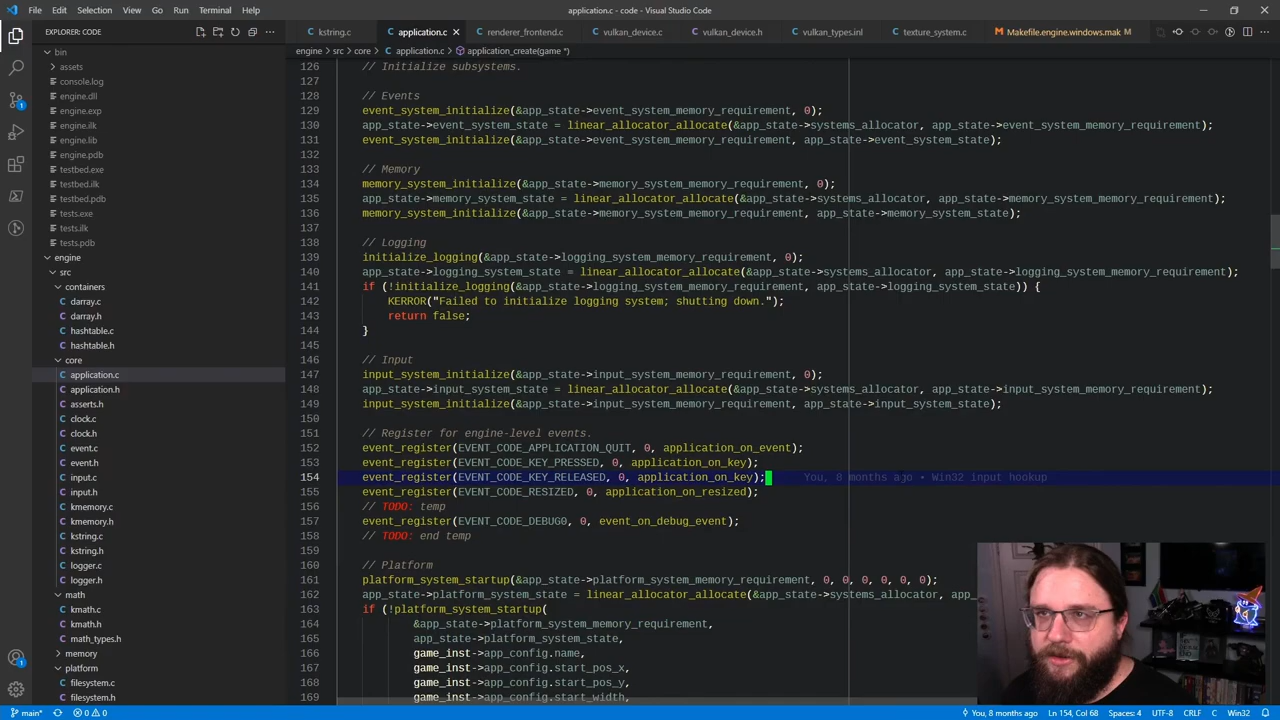 File Edit Selection View Go Run Terminal Help
application.c - code - Visual Studio Code
EXPLORER: CODE
bin
assets
console.log
engine.dll
engine.exp
engine.ilk
engine.lib
engine.pdb
testbed.exe
testbed.ilk
testbed.pdb
tests.exe
tests.ilk
tests.pdb
engine
src
containers
darray.c
darray.h
hashtable.c
hashtable.h
core
application.c
application.h
asserts.h
clock.c
clock.h
event.c
event.h
input.c
input.h
kmemory.c
kmemory.h
kstring.c
kstring.h
logger.c
logger.h
math
kmath.c
kmath.h
math_types.h
memory
platform
filesystem.c
filesystem.h
kstring.c application.c renderer_frontend.c vulkan_device.c vulkan_device.h vulkan_types.inl texture_system.c Makefile.engine.windows.mak
engine > src > core > application.c > application_create(game *)
126 // Initialize subsystems.
127
128 // Events
129 event_system_initialize(&app_state->event_system_memory_requirement, 0);
130 app_state->event_system_state = linear_allocator_allocate(&app_state->systems_allocator, app_state->event_system_memory_requirement);
131 event_system_initialize(&app_state->event_system_memory_requirement, app_state->event_system_state);
132
133 // Memory
134 memory_system_initialize(&app_state->memory_system_memory_requirement, 0);
135 app_state->memory_system_state = linear_allocator_allocate(&app_state->systems_allocator, app_state->memory_system_memory_requirement);
136 memory_system_initialize(&app_state->memory_system_memory_requirement, app_state->memory_system_state);
137
138 // Logging
139 initialize_logging(&app_state->logging_system_memory_requirement, 0);
140 app_state->logging_system_state = linear_allocator_allocate(&app_state->systems_allocator, app_state->logging_system_memory_requirement);
141 if (!initialize_logging(&app_state->logging_system_memory_requirement, app_state->logging_system_state)) {
142 KERROR("Failed to initialize logging system; shutting down.");
143 return false;
144 }
145
146 // Input
147 input_system_initialize(&app_state->input_system_memory_requirement, 0);
148 app_state->input_system_state = linear_allocator_allocate(&app_state->systems_allocator, app_state->input_system_memory_requirement);
149 input_system_initialize(&app_state->input_system_memory_requirement, app_state->input_system_state);
150
151 // Register for engine-level events.
152 event_register(EVENT_CODE_APPLICATION_QUIT, 0, application_on_event);
153 event_register(EVENT_CODE_KEY_PRESSED, 0, application_on_key);
154 event_register(EVENT_CODE_KEY_RELEASED, 0, application_on_key); You, 8 months ago • Win32 input hookup
155 event_register(EVENT_CODE_RESIZED, 0, application_on_resized);
156 // TODO: temp
157 event_register(EVENT_CODE_DEBUG0, 0, event_on_debug_event);
158 // TODO: end temp
159
160 // Platform
161 platform_system_startup(&app_state->platform_system_memory_requirement, 0, 0, 0, 0, 0, 0);
162 app_state->platform_system_state = linear_allocator_allocate(&app_state->systems_allocator,
163 if (!platform_system_startup(
164 &app_state->platform_system_memory_requirement,
165 app_state->platform_system_state,
166 game_inst->app_config.name,
167 game_inst->app_config.start_pos_x,
168 game_inst->app_config.start_pos_y,
169 game_inst->app_config.start_width,
main* 0 0 You, 8 months ago Ln 154, Col 68 Spaces: 4 UTF-8 CRLF C Win32